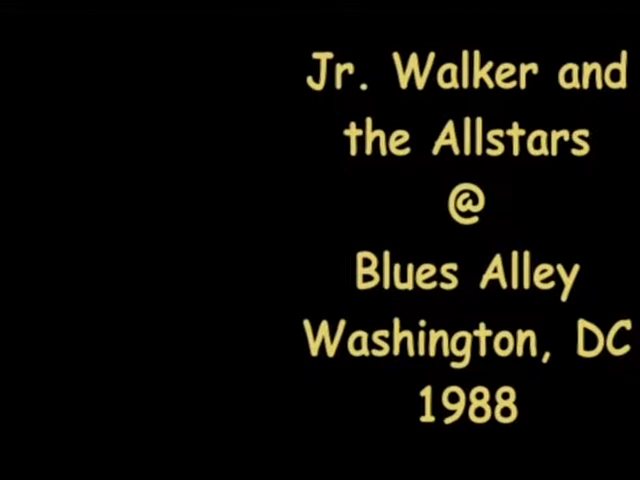 Jr. Walker and
the Allstars
@
Blues Alley
Washington, DC
1988